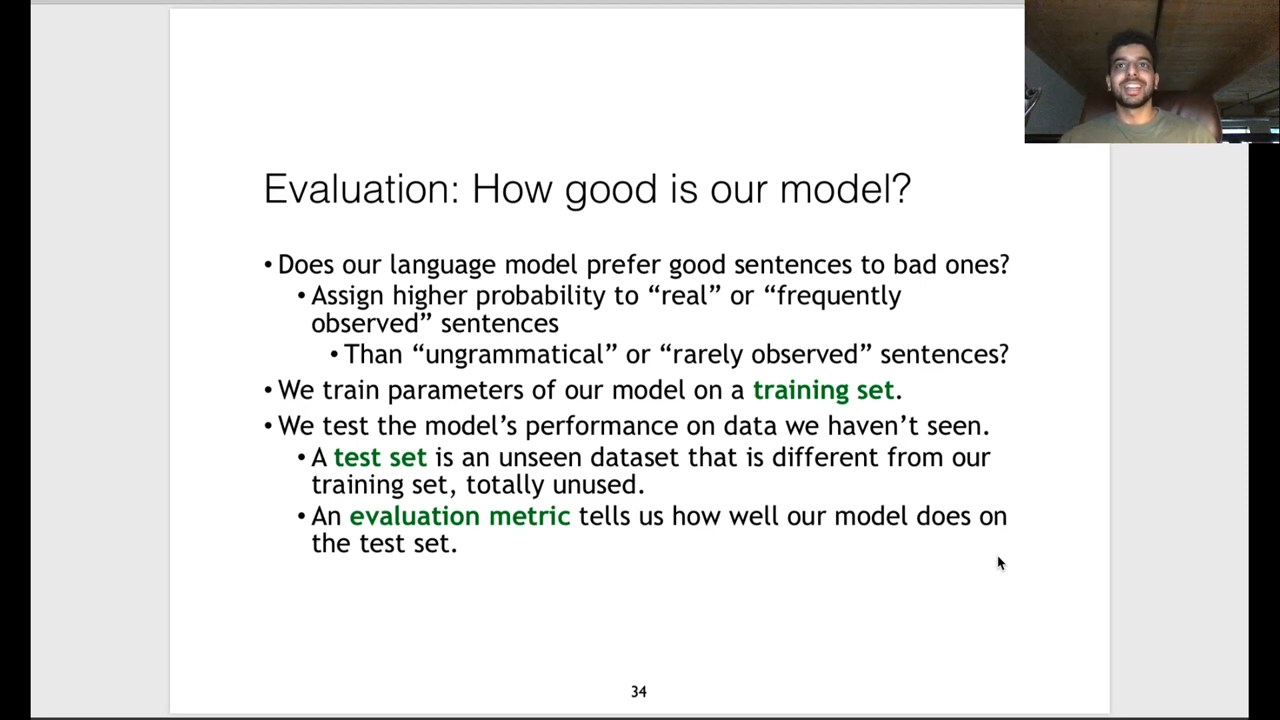 Evaluation: How good is our model?
• Does our language model prefer good sentences to bad ones?
• Assign higher probability to “real” or “frequently
observed” sentences
• Than “ungrammatical” or “rarely observed” sentences?
• We train parameters of our model on a training set.
• We test the model’s performance on data we haven’t seen.
• A test set is an unseen dataset that is different from our
training set, totally unused.
• An evaluation metric tells us how well our model does on
the test set.
34